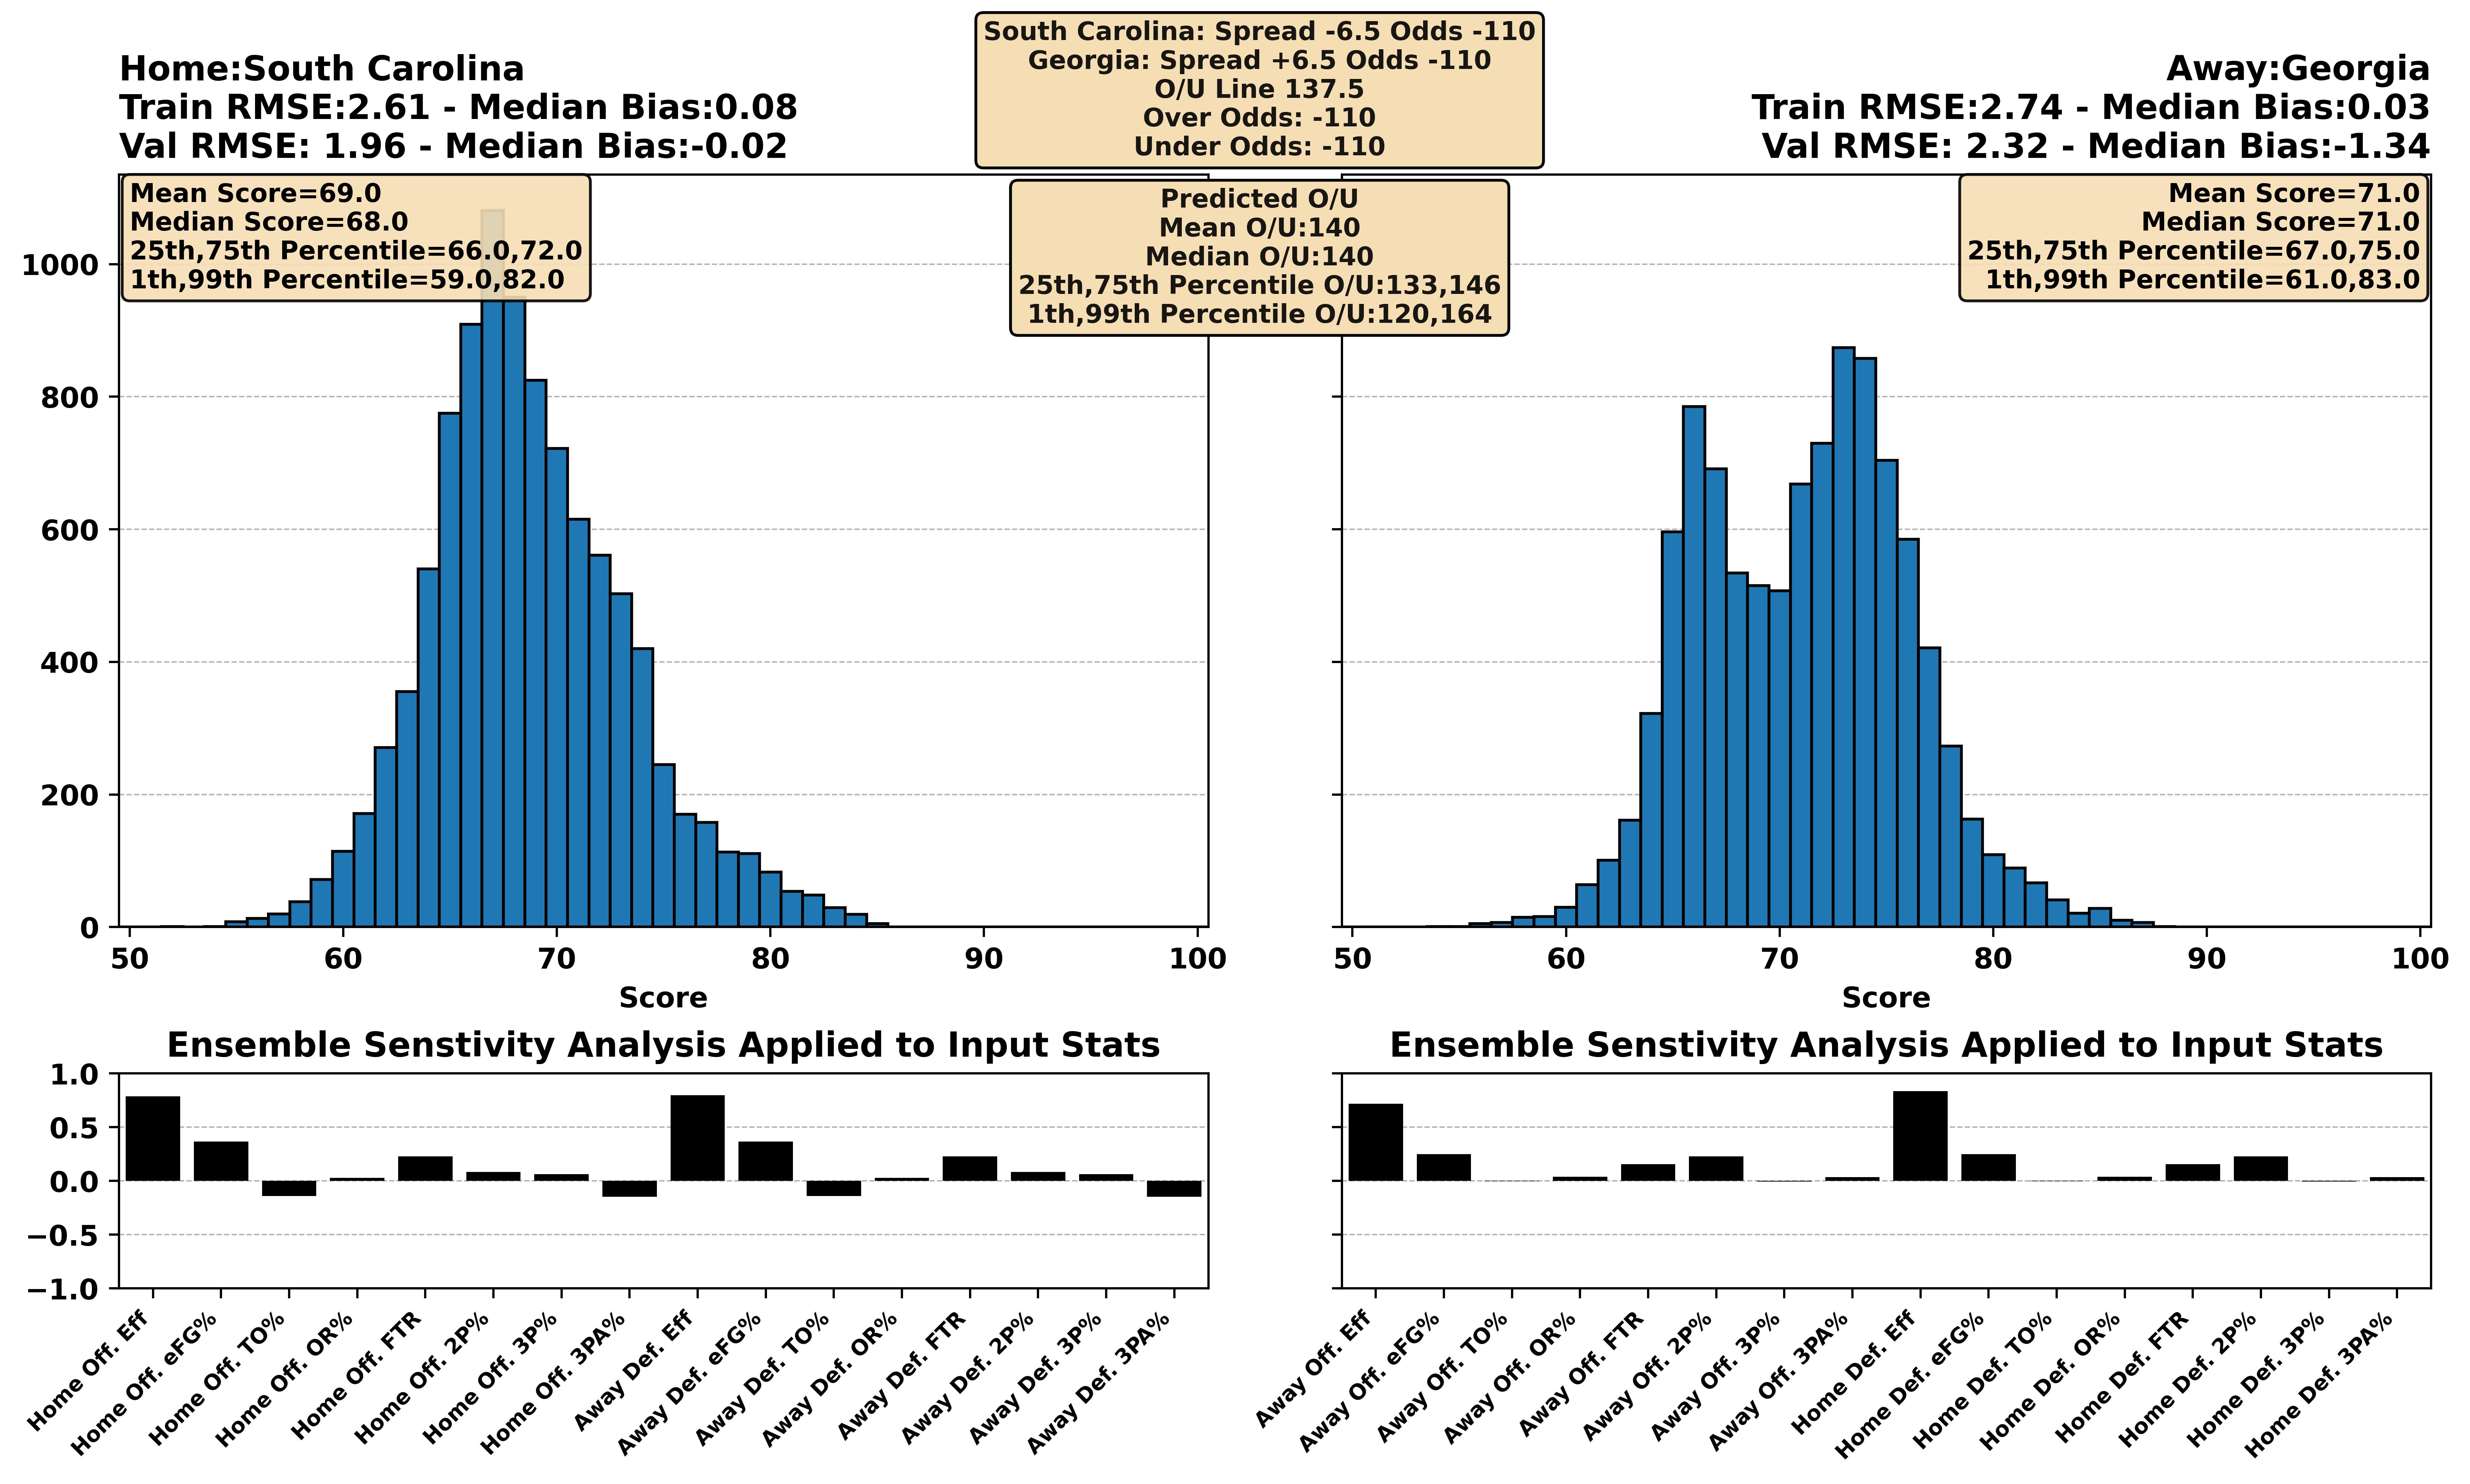 South Carolina: Spread -6.5 Odds -110
Georgia: Spread +6.5 Odds -110
O/U Line 137.5
Over Odds: -110
Under Odds: -110
Home:South Carolina
Train RMSE:2.61 - Median Bias:0.08
Val RMSE: 1.96 - Median Bias:-0.02
Away:Georgia
Train RMSE:2.74 - Median Bias:0.03
Val RMSE: 2.32 - Median Bias:-1.34
Mean Score=69.0
Median Score=68.0
25th,75th Percentile=66.0,72.0
1th,99th Percentile=59.0,82.0
Predicted O/U
Mean O/U:140
Median O/U:140
25th,75th Percentile O/U:133,146
1th,99th Percentile O/U:120,164
Mean Score=71.0
Median Score=71.0
25th,75th Percentile=67.0,75.0
1th,99th Percentile=61.0,83.0
1000
800
600
400
200
0
50 60 70 80 90 100
Score
50 60 70 80 90 100
Score
Ensemble Senstivity Analysis Applied to Input Stats
Ensemble Senstivity Analysis Applied to Input Stats
1.0
0.5
0.0
−0.5
−1.0
Home Off. Eff
Home Off. eFG%
Home Off. TO%
Home Off. OR%
Home Off. FTR
Home Off. 2P%
Home Off. 3P%
Home Off. 3PA%
Away Def. Eff
Away Def. eFG%
Away Def. TO%
Away Def. OR%
Away Def. FTR
Away Def. 2P%
Away Def. 3P%
Away Def. 3PA%
Away Off. Eff
Away Off. eFG%
Away Off. TO%
Away Off. OR%
Away Off. FTR
Away Off. 2P%
Away Off. 3P%
Away Off. 3PA%
Home Def. Eff
Home Def. eFG%
Home Def. TO%
Home Def. OR%
Home Def. FTR
Home Def. 2P%
Home Def. 3P%
Home Def. 3PA%